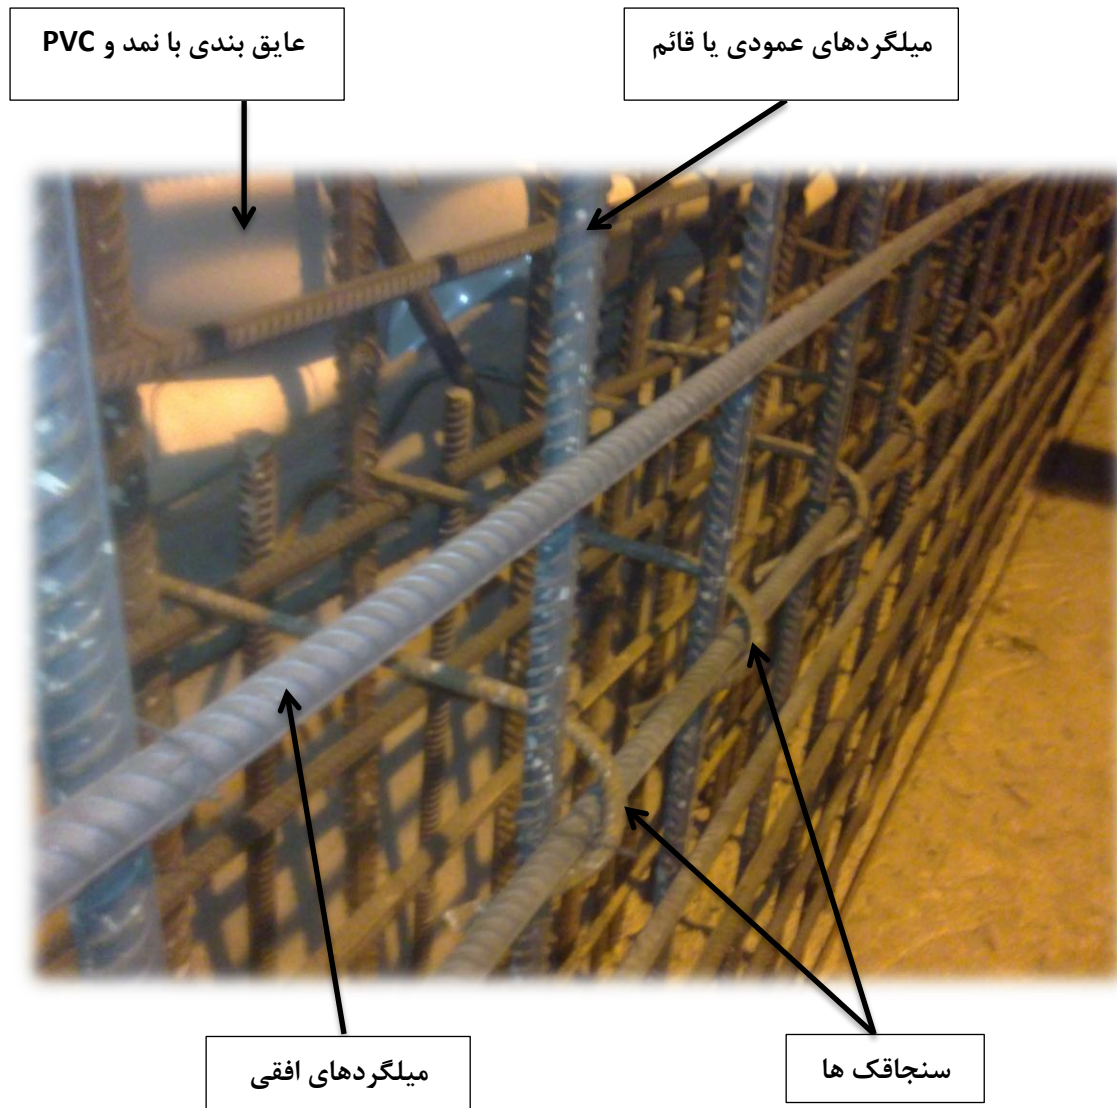 میلگردهای عمودی یا قائم
عایق بندی با نمد و PVC
سنجاقک ها
میلگردهای افقی